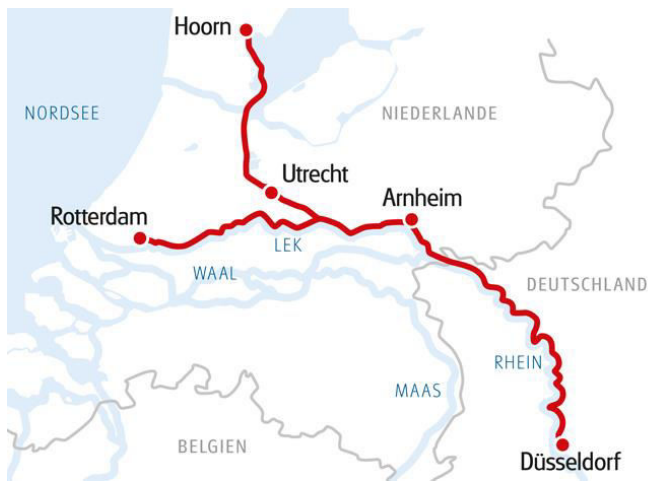 Hoorn
NORDSEE
NIEDERLANDE
Utrecht
Arnheim
Rotterdam
LEK
WAAL
DEUTSCHLAND
RHEIN
MAAS
BELGIEN
Düsseldorf